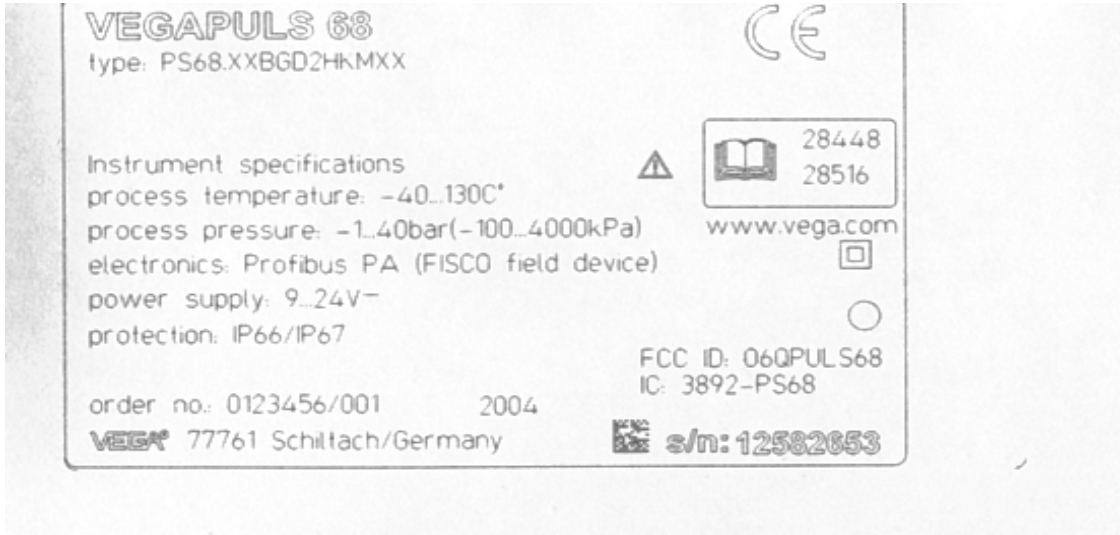 VEGAPULS 68
type: PS68.XXBGD2HKMXX
CE
28448
28516
www.vega.com
Instrument specifications
process temperature: -40...130C°
process pressure: -1...40bar(-100...4000kPa)
electronics: Profibus PA (FISCO field device)
power supply: 9...24V
protection: IP66/IP67
FCC ID: O6QPULS68
IC: 3892-PS68
order no.: 0123456/001 2004
VEGA® 77761 Schiltach/Germany
s/n: 12582653